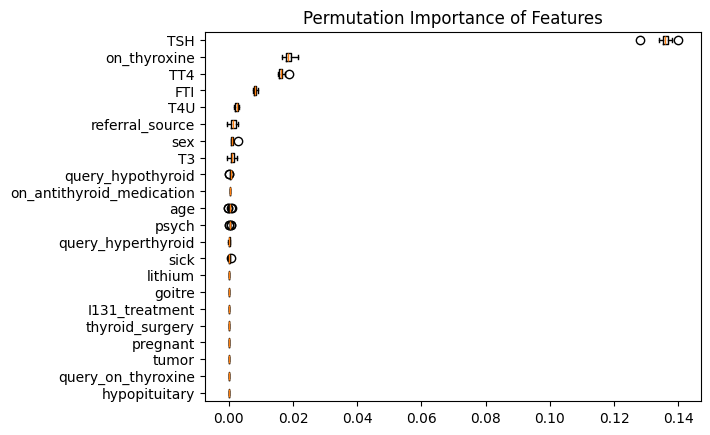 Permutation Importance of Features
TSH
on_thyroxine
TT4
FTI
T4U
referral_source
sex
T3
query_hypothyroid
on_antithyroid_medication
age
psych
query_hyperthyroid
sick
lithium
goitre
I131_treatment
thyroid_surgery
pregnant
tumor
query_on_thyroxine
hypopituitary
0.00 0.02 0.04 0.06 0.08 0.10 0.12 0.14